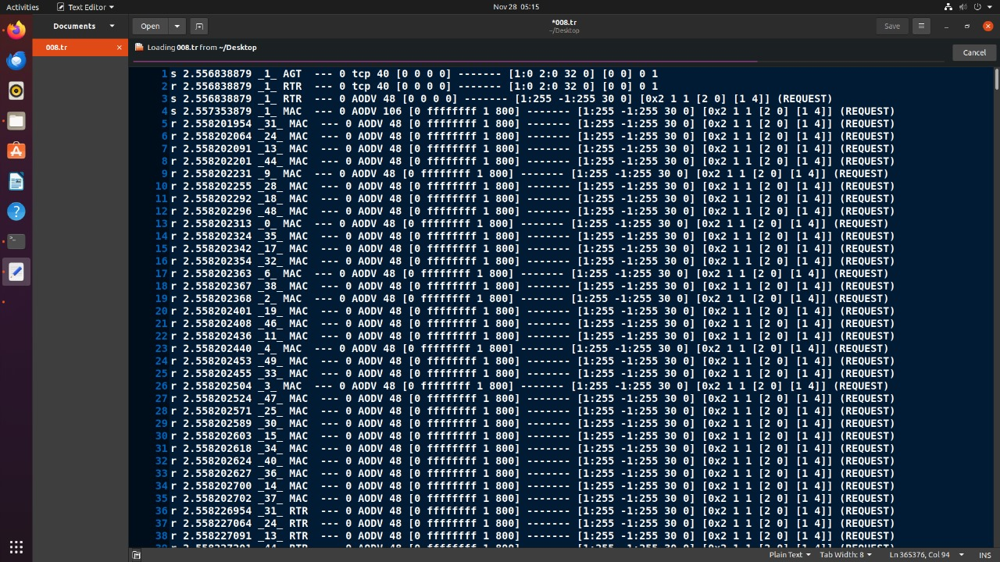 Activities
Text Editor
Nov 28 05:15
Documents
Open
*008.tr
~/Desktop
Save
008.tr
Loading 008.tr from ~/Desktop
Cancel
1 s 2.556838879 _1_ AGT --- 0 tcp 40 [0 0 0 0] ------- [1:0 2:0 32 0] [0 0] 0 1
2 r 2.556838879 _1_ RTR --- 0 tcp 40 [0 0 0 0] ------- [1:0 2:0 32 0] [0 0] 0 1
3 s 2.556838879 _1_ RTR --- 0 AODV 48 [0 0 0 0] ------- [1:255 -1:255 30 0] [0x2 1 1 [2 0] [1 4]] (REQUEST)
4 s 2.557353879 _1_ MAC --- 0 AODV 106 [0 ffffffff 1 800] ------- [1:255 -1:255 30 0] [0x2 1 1 [2 0] [1 4]] (REQUEST)
5 r 2.558201954 _31_ MAC --- 0 AODV 48 [0 ffffffff 1 800] ------- [1:255 -1:255 30 0] [0x2 1 1 [2 0] [1 4]] (REQUEST)
6 r 2.558202064 _24_ MAC --- 0 AODV 48 [0 ffffffff 1 800] ------- [1:255 -1:255 30 0] [0x2 1 1 [2 0] [1 4]] (REQUEST)
7 r 2.558202091 _13_ MAC --- 0 AODV 48 [0 ffffffff 1 800] ------- [1:255 -1:255 30 0] [0x2 1 1 [2 0] [1 4]] (REQUEST)
8 r 2.558202201 _44_ MAC --- 0 AODV 48 [0 ffffffff 1 800] ------- [1:255 -1:255 30 0] [0x2 1 1 [2 0] [1 4]] (REQUEST)
9 r 2.558202231 _9_ MAC --- 0 AODV 48 [0 ffffffff 1 800] ------- [1:255 -1:255 30 0] [0x2 1 1 [2 0] [1 4]] (REQUEST)
10 r 2.558202255 _28_ MAC --- 0 AODV 48 [0 ffffffff 1 800] ------- [1:255 -1:255 30 0] [0x2 1 1 [2 0] [1 4]] (REQUEST)
11 r 2.558202292 _18_ MAC --- 0 AODV 48 [0 ffffffff 1 800] ------- [1:255 -1:255 30 0] [0x2 1 1 [2 0] [1 4]] (REQUEST)
12 r 2.558202296 _48_ MAC --- 0 AODV 48 [0 ffffffff 1 800] ------- [1:255 -1:255 30 0] [0x2 1 1 [2 0] [1 4]] (REQUEST)
13 r 2.558202313 _0_ MAC --- 0 AODV 48 [0 ffffffff 1 800] ------- [1:255 -1:255 30 0] [0x2 1 1 [2 0] [1 4]] (REQUEST)
14 r 2.558202324 _35_ MAC --- 0 AODV 48 [0 ffffffff 1 800] ------- [1:255 -1:255 30 0] [0x2 1 1 [2 0] [1 4]] (REQUEST)
15 r 2.558202342 _17_ MAC --- 0 AODV 48 [0 ffffffff 1 800] ------- [1:255 -1:255 30 0] [0x2 1 1 [2 0] [1 4]] (REQUEST)
16 r 2.558202354 _32_ MAC --- 0 AODV 48 [0 ffffffff 1 800] ------- [1:255 -1:255 30 0] [0x2 1 1 [2 0] [1 4]] (REQUEST)
17 r 2.558202363 _6_ MAC --- 0 AODV 48 [0 ffffffff 1 800] ------- [1:255 -1:255 30 0] [0x2 1 1 [2 0] [1 4]] (REQUEST)
18 r 2.558202367 _38_ MAC --- 0 AODV 48 [0 ffffffff 1 800] ------- [1:255 -1:255 30 0] [0x2 1 1 [2 0] [1 4]] (REQUEST)
19 r 2.558202368 _2_ MAC --- 0 AODV 48 [0 ffffffff 1 800] ------- [1:255 -1:255 30 0] [0x2 1 1 [2 0] [1 4]] (REQUEST)
20 r 2.558202401 _19_ MAC --- 0 AODV 48 [0 ffffffff 1 800] ------- [1:255 -1:255 30 0] [0x2 1 1 [2 0] [1 4]] (REQUEST)
21 r 2.558202408 _46_ MAC --- 0 AODV 48 [0 ffffffff 1 800] ------- [1:255 -1:255 30 0] [0x2 1 1 [2 0] [1 4]] (REQUEST)
22 r 2.558202436 _11_ MAC --- 0 AODV 48 [0 ffffffff 1 800] ------- [1:255 -1:255 30 0] [0x2 1 1 [2 0] [1 4]] (REQUEST)
23 r 2.558202440 _4_ MAC --- 0 AODV 48 [0 ffffffff 1 800] ------- [1:255 -1:255 30 0] [0x2 1 1 [2 0] [1 4]] (REQUEST)
24 r 2.558202453 _49_ MAC --- 0 AODV 48 [0 ffffffff 1 800] ------- [1:255 -1:255 30 0] [0x2 1 1 [2 0] [1 4]] (REQUEST)
25 r 2.558202455 _33_ MAC --- 0 AODV 48 [0 ffffffff 1 800] ------- [1:255 -1:255 30 0] [0x2 1 1 [2 0] [1 4]] (REQUEST)
26 r 2.558202504 _3_ MAC --- 0 AODV 48 [0 ffffffff 1 800] ------- [1:255 -1:255 30 0] [0x2 1 1 [2 0] [1 4]] (REQUEST)
27 r 2.558202524 _47_ MAC --- 0 AODV 48 [0 ffffffff 1 800] ------- [1:255 -1:255 30 0] [0x2 1 1 [2 0] [1 4]] (REQUEST)
28 r 2.558202571 _25_ MAC --- 0 AODV 48 [0 ffffffff 1 800] ------- [1:255 -1:255 30 0] [0x2 1 1 [2 0] [1 4]] (REQUEST)
29 r 2.558202589 _30_ MAC --- 0 AODV 48 [0 ffffffff 1 800] ------- [1:255 -1:255 30 0] [0x2 1 1 [2 0] [1 4]] (REQUEST)
30 r 2.558202603 _15_ MAC --- 0 AODV 48 [0 ffffffff 1 800] ------- [1:255 -1:255 30 0] [0x2 1 1 [2 0] [1 4]] (REQUEST)
31 r 2.558202618 _34_ MAC --- 0 AODV 48 [0 ffffffff 1 800] ------- [1:255 -1:255 30 0] [0x2 1 1 [2 0] [1 4]] (REQUEST)
32 r 2.558202624 _40_ MAC --- 0 AODV 48 [0 ffffffff 1 800] ------- [1:255 -1:255 30 0] [0x2 1 1 [2 0] [1 4]] (REQUEST)
33 r 2.558202627 _36_ MAC --- 0 AODV 48 [0 ffffffff 1 800] ------- [1:255 -1:255 30 0] [0x2 1 1 [2 0] [1 4]] (REQUEST)
34 r 2.558202700 _14_ MAC --- 0 AODV 48 [0 ffffffff 1 800] ------- [1:255 -1:255 30 0] [0x2 1 1 [2 0] [1 4]] (REQUEST)
35 r 2.558202702 _37_ MAC --- 0 AODV 48 [0 ffffffff 1 800] ------- [1:255 -1:255 30 0] [0x2 1 1 [2 0] [1 4]] (REQUEST)
36 r 2.558226954 _31_ RTR --- 0 AODV 48 [0 ffffffff 1 800] ------- [1:255 -1:255 30 0] [0x2 1 1 [2 0] [1 4]] (REQUEST)
37 r 2.558227064 _24_ RTR --- 0 AODV 48 [0 ffffffff 1 800] ------- [1:255 -1:255 30 0] [0x2 1 1 [2 0] [1 4]] (REQUEST)
38 r 2.558227091 _13_ RTR --- 0 AODV 48 [0 ffffffff 1 800] ------- [1:255 -1:255 30 0] [0x2 1 1 [2 0] [1 4]] (REQUEST)
Plain Text
Tab Width: 8
Ln 365376, Col 94
INS